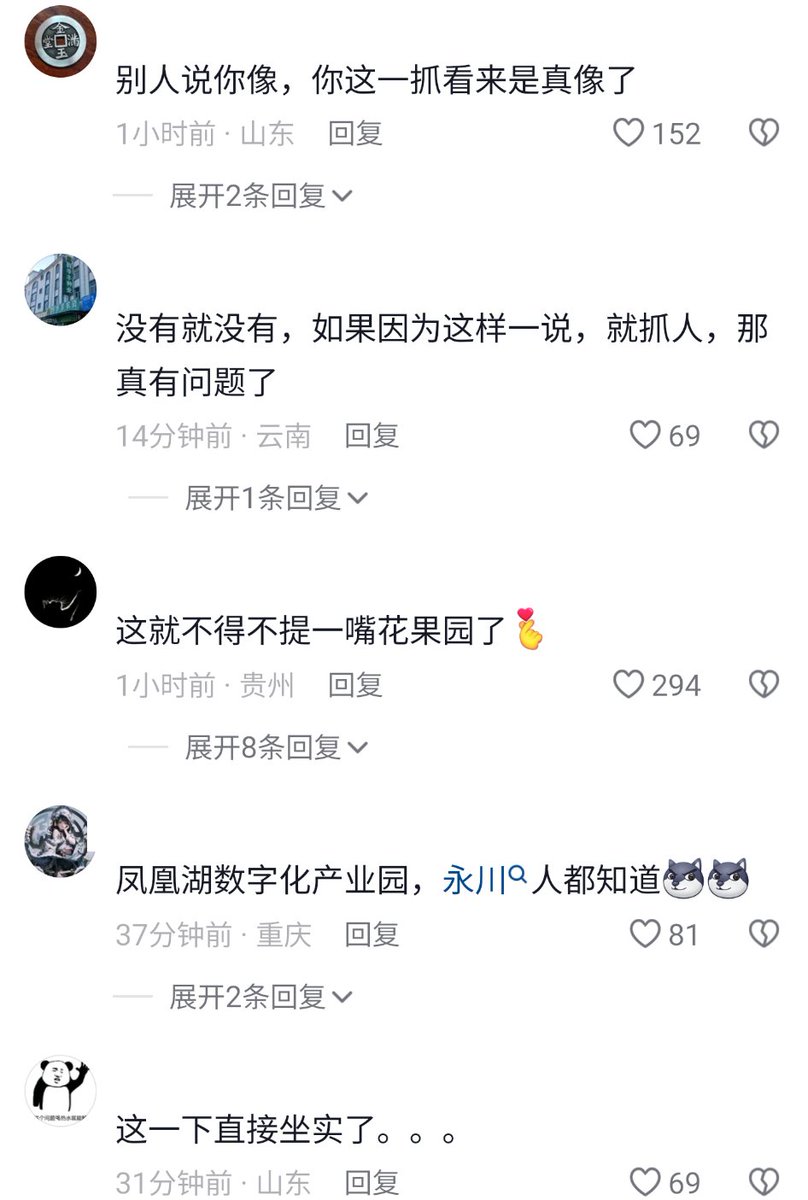 金
堂 满
玉
别人说你像，你这一抓看来是真像了
1小时前 · 山东 回复 152
展开2条回复
没有就没有，如果因为这样一说，就抓人，那
真有问题了
14分钟前 · 云南 回复 69
展开1条回复
这就不得不提一嘴花果园了
1小时前 · 贵州 回复 294
展开8条回复
凤凰湖数字化产业园，永川人都知道
37分钟前 · 重庆 回复 81
展开2条回复
这一下直接坐实了。。。
31分钟前 · 山东 回复 69